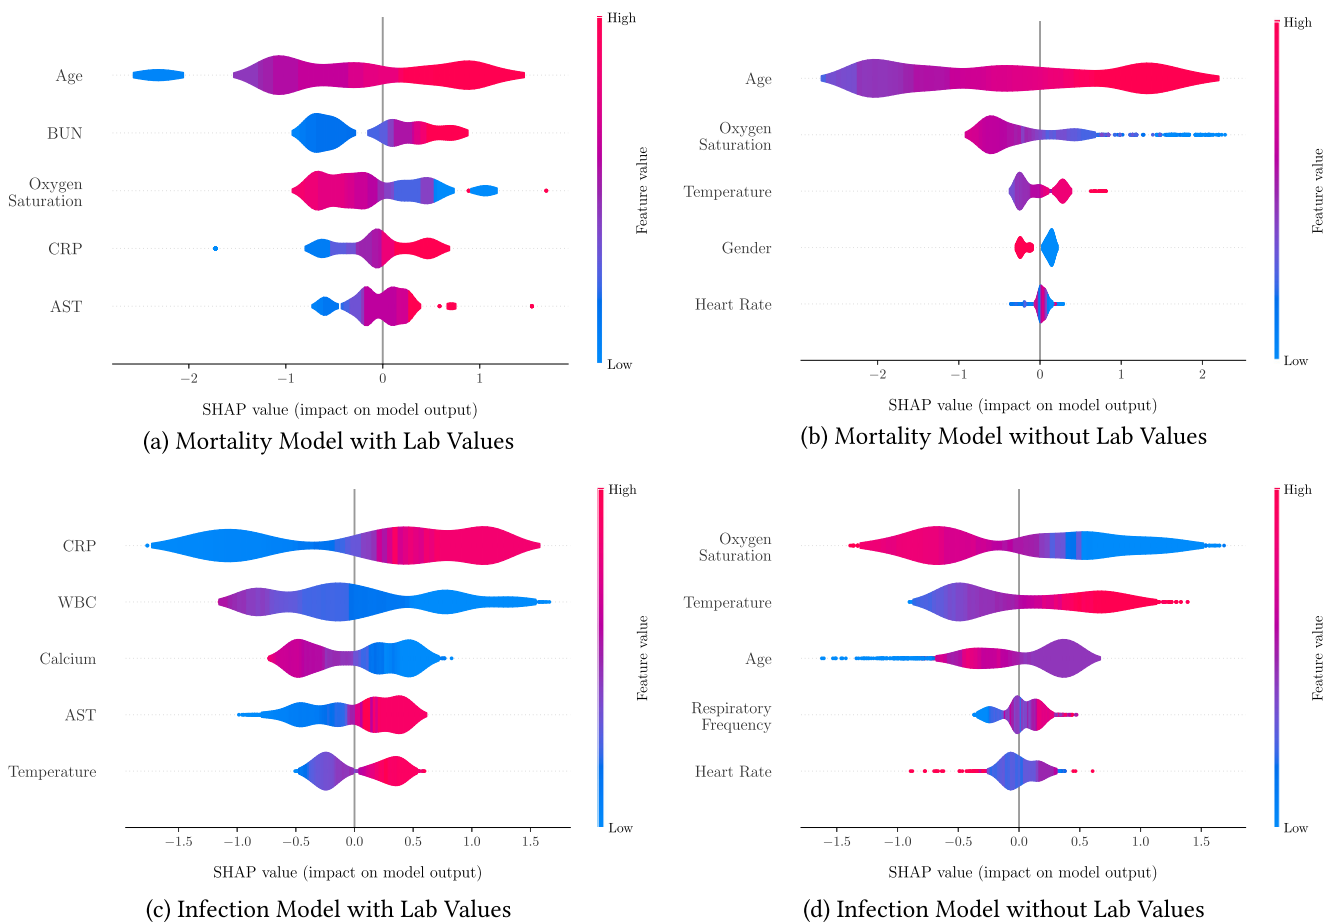 High
Age
BUN
Oxygen
Saturation
CRP
AST
Feature value
Low
−2
−1
0
1
SHAP value (impact on model output)
(a) Mortality Model with Lab Values
High
Age
Oxygen
Saturation
Temperature
Gender
Heart Rate
Feature value
Low
−2
−1
0
1
2
SHAP value (impact on model output)
(b) Mortality Model without Lab Values
High
CRP
WBC
Calcium
AST
Temperature
Feature value
Low
−1.5
−1.0
−0.5
0.0
0.5
1.0
1.5
SHAP value (impact on model output)
(c) Infection Model with Lab Values
High
Oxygen
Saturation
Temperature
Age
Respiratory
Frequency
Heart Rate
Feature value
Low
−1.5
−1.0
−0.5
0.0
0.5
1.0
1.5
SHAP value (impact on model output)
(d) Infection Model without Lab Values